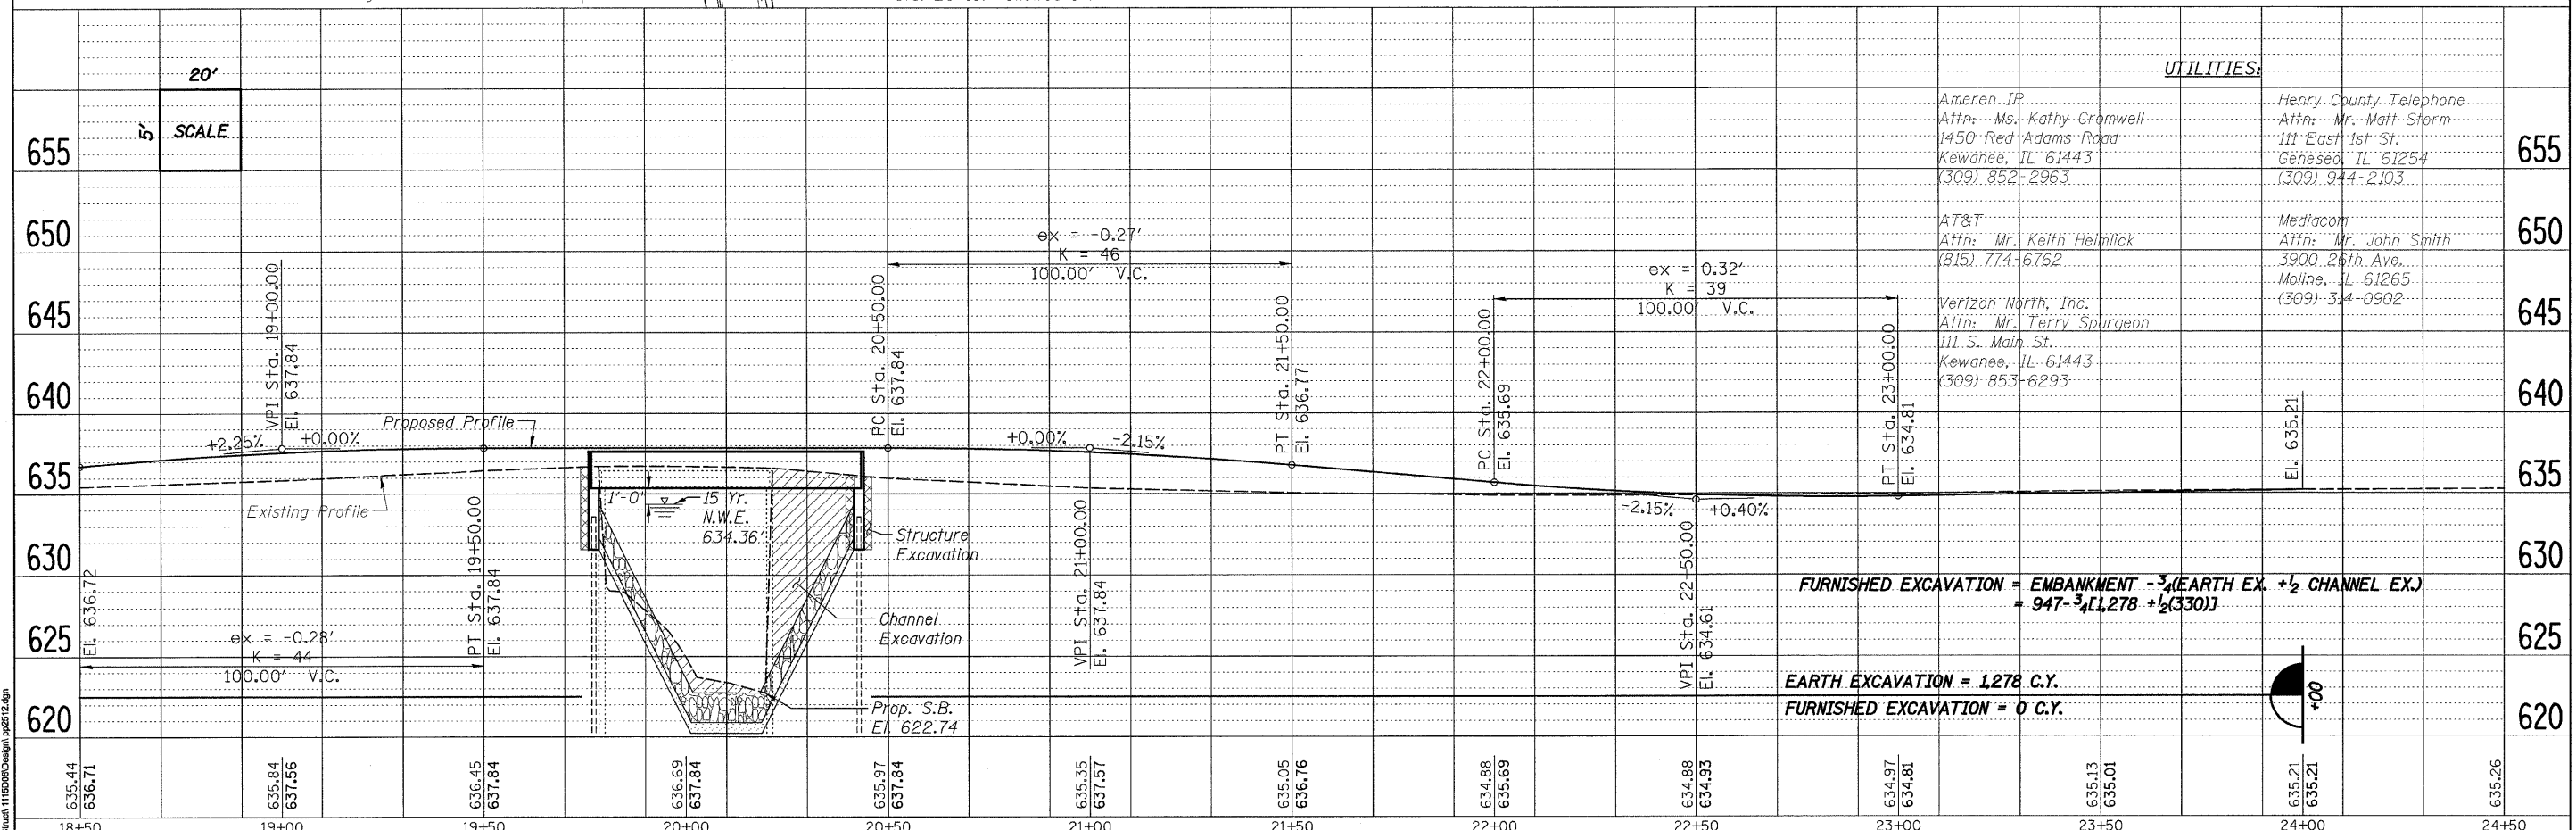 20'
5'
SCALE
UTILITIES:
Ameren IP
Attn: Ms. Kathy Cromwell
1450 Red Adams Road
Kewanee, IL 61443
(309) 852-2963
Henry County Telephone
Attn: Mr. Matt Storm
111 East 1st St.
Geneseo, IL 61254
(309) 944-2103
AT&T
Attn: Mr. Keith Heimlick
(815) 774-6762
Mediacom
Attn: Mr. John Smith
3900 26th Ave.
Moline, IL 61265
(309) 314-0902
Verizon North, Inc.
Attn: Mr. Terry Spurgeon
111 S. Main St.
Kewanee, IL 61443
(309) 853-6293
655
650
645
640
635
630
625
620
655
650
645
640
635
630
625
620
ex = -0.27'
K = 46
100.00' V.C.
ex = 0.32'
K = 39
100.00' V.C.
VPI Sta. 19+00.00
El. 637.84
PC Sta. 20+50.00
El. 637.84
PT Sta. 21+50.00
El. 636.77
PC Sta. 22+00.00
El. 635.69
PT Sta. 23+00.00
El. 634.81
El. 635.21
+2.25%
+0.00%
Proposed Profile
+0.00%
-2.15%
Existing Profile
1'-0"
15 Yr.
N.W.E.
634.36'
Structure
Excavation
-2.15%
+0.40%
El. 636.72
PT Sta. 19+50.00
El. 637.84
VPI Sta. 21+00.00
El. 637.84
VPI Sta. 22+50.00
El. 634.61
Channel
Excavation
ex = -0.28'
K = 44
100.00' V.C.
Prop. S.B.
El. 622.74
FURNISHED EXCAVATION = EMBANKMENT -3/4(EARTH EX. +1/2 CHANNEL EX.)
= 947-3/4[1,278 +1/2(330)]
EARTH EXCAVATION = 1,278 C.Y.
FURNISHED EXCAVATION = 0 C.Y.
+00
635.44
636.71
635.84
637.56
636.45
637.84
636.69
637.84
635.97
637.84
635.35
637.57
635.05
636.76
634.88
635.69
634.88
634.93
634.97
634.81
635.13
635.01
635.21
635.21
635.26
18+50
19+00
19+50
20+00
20+50
21+00
21+50
22+00
22+50
23+00
23+50
24+00
24+50